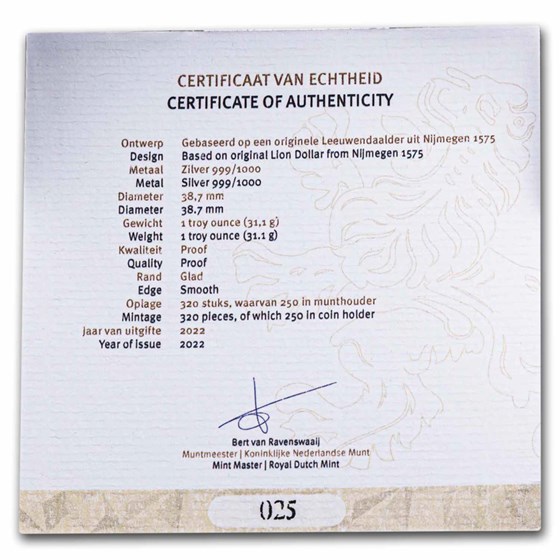 CERTIFICAAT VAN ECHTHEID
CERTIFICATE OF AUTHENTICITY
Ontwerp Gebaseerd op een originele Leeuwendaalder uit Nijmegen 1575
Design Based on original Lion Dollar from Nijmegen 1575
Metaal Zilver 999/1000
Metal Silver 999/1000
Diameter 38,7 mm
Diameter 38.7 mm
Gewicht 1 troy ounce (31,1 g)
Weight 1 troy ounce (31.1 g)
Kwaliteit Proof
Quality Proof
Rand Glad
Edge Smooth
Oplage 320 stuks, waarvan 250 in munthouder
Mintage 320 pieces, of which 250 in coin holder
Jaar van uitgifte 2022
Year of issue 2022
Bert van Ravenswaaij
Muntmeester | Koninklijke Nederlandse Munt
Mint Master | Royal Dutch Mint
025